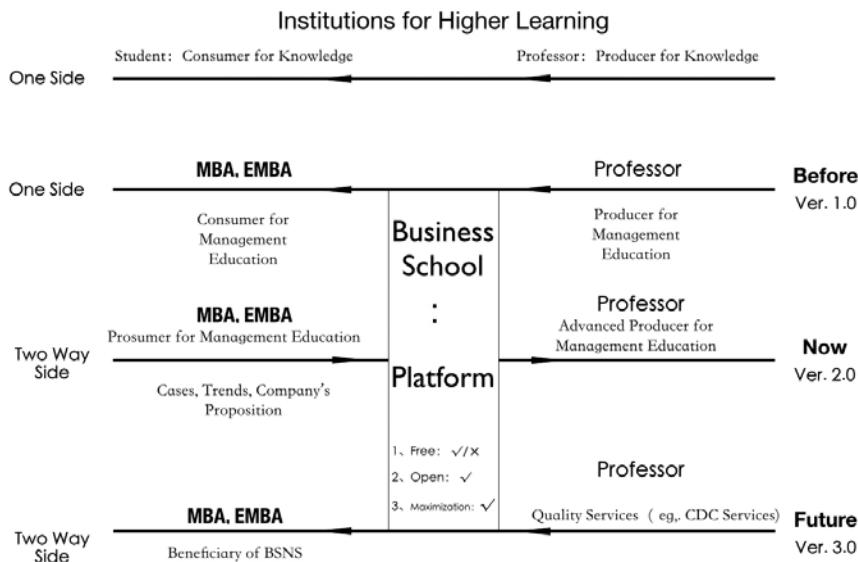 Institutions for Higher Learning
Student: Consumer for Knowledge
Professor: Producer for Knowledge
One Side
MBA, EMBA
Professor
Before
One Side
Ver. 1.0
Consumer for
Management
Education
Business
School
:
Platform
Producer for
Management
Education
MBA, EMBA
Professor
Prosumer for Management Education
Advanced Producer for
Management Education
Two Way
Side
Now
Ver. 2.0
Cases, Trends, Company's
Proposition
1、Free: ✓/×
2、Open: ✓
3、Maximization: ✓
Professor
MBA, EMBA
Quality Services ( eg,. CDC Services)
Future
Two Way
Side
Ver. 3.0
Beneficiary of BSNS